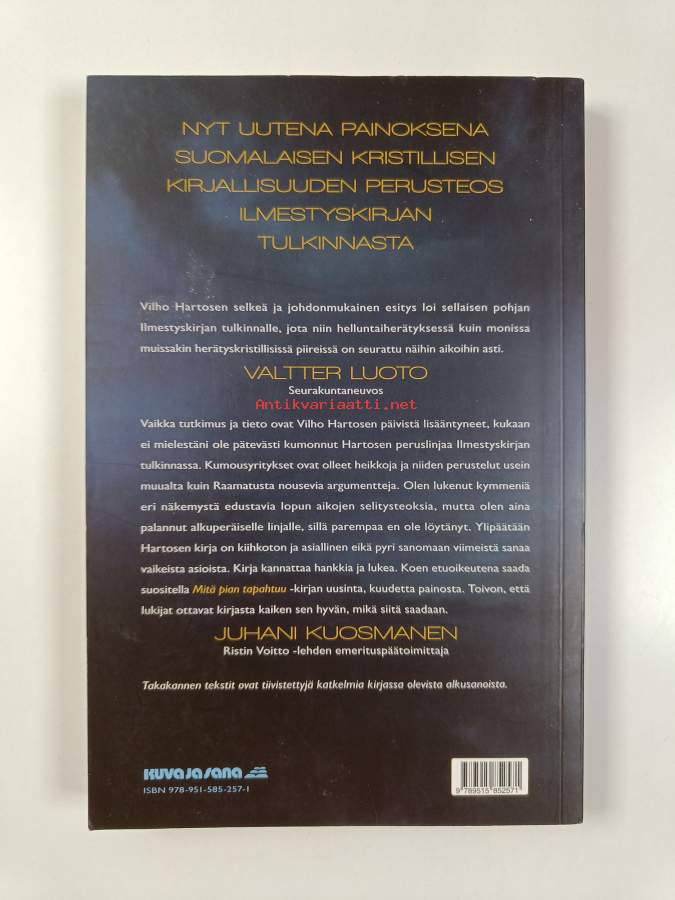 NYT UUTENA PAINOKSENA
SUOMALAISEN KRISTILLISEN
KIRJALLISUUDEN PERUSTEOS
ILMESTYSKIRJAN
TULKINNASTA
Vilho Hartosen selkeä ja johdonmukainen esitys loi sellaisen pohjan
Ilmestyskirjan tulkinnalle, jota niin helluntaiherätyksessä kuin monissa
muissakin herätyskristillisissä piireissä on seurattu näihin aikoihin asti.
VALTTER LUOTO
Seurakuntaneuvos
Antikvariaatti.net
Vaikka tutkimus ja tieto ovat Vilho Hartosen päivistä lisääntyneet, kukaan
ei mielestäni ole pätevästi kumonnut Hartosen peruslinjaa Ilmestyskirjan
tulkinnassa. Kumousyritykset ovat olleet heikkoja ja niiden perustelut usein
muualta kuin Raamatusta nousevia argumentteja. Olen lukenut kymmeniä
eri näkemystä edustavia lopun aikojen selitysteoksia, mutta olen aina
palannut alkuperäiselle linjalle, sillä parempaa en ole löytänyt. Ylipäätään
Hartosen kirja on kiihkoton ja asiallinen eikä pyri sanomaan viimeistä sanaa
vaikeista asioista. Kirja kannattaa hankkia ja lukea. Koen etuoikeutena saada
suositella Mitä pian tapahtuu -kirjan uusinta, kuudetta painosta. Toivon, että
lukijat ottavat kirjasta kaiken sen hyvän, mikä siitä saadaan.
JUHANI KUOSMANEN
Ristin Voitto -lehden emerituspäätoimittaja
Takakannen tekstit ovat tiivistettyjä katkelmia kirjassa olevista alkusanoista.
kuva ja sana
ISBN 978-951-585-257-1
9 789515 852571